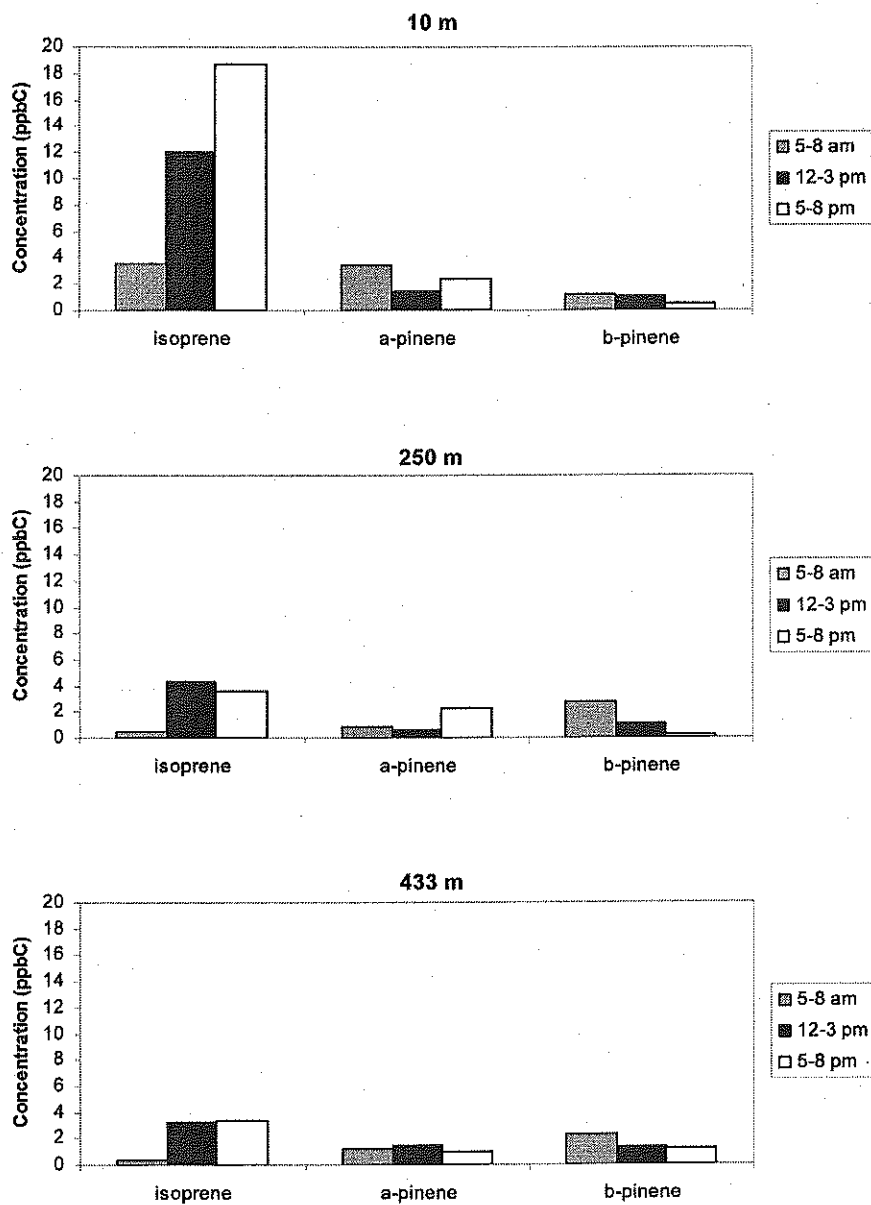 10 m
Concentration (ppbC)
20
18
16
14
12
10
8
6
4
2
0
isoprene
a-pinene
b-pinene
5-8 am
12-3 pm
5-8 pm
250 m
Concentration (ppbC)
20
18
16
14
12
10
8
6
4
2
0
isoprene
a-pinene
b-pinene
5-8 am
12-3 pm
5-8 pm
433 m
Concentration (ppbC)
20
18
16
14
12
10
8
6
4
2
0
isoprene
a-pinene
b-pinene
5-8 am
12-3 pm
5-8 pm